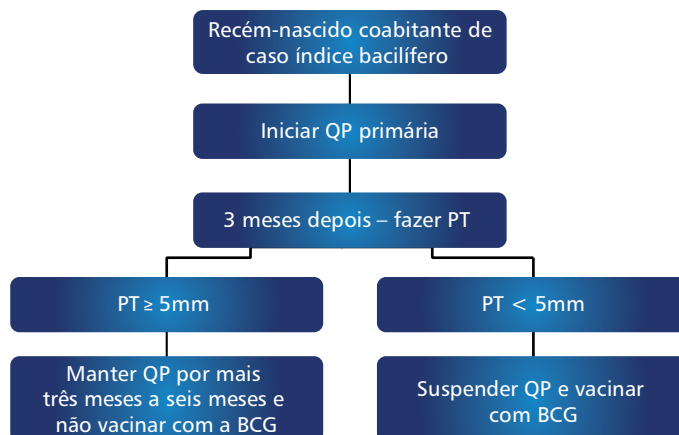 Recém-nascido coabitante de
caso índice bacilífero
Iniciar QP primária
3 meses depois – fazer PT
PT ≥ 5mm
PT < 5mm
Manter QP por mais
três meses a seis meses e
não vacinar com a BCG
Suspender QP e vacinar
com BCG